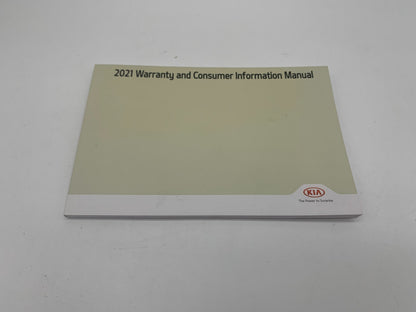 2021 Warranty and Consumer Information Manual
KIA
The Power to Surprise